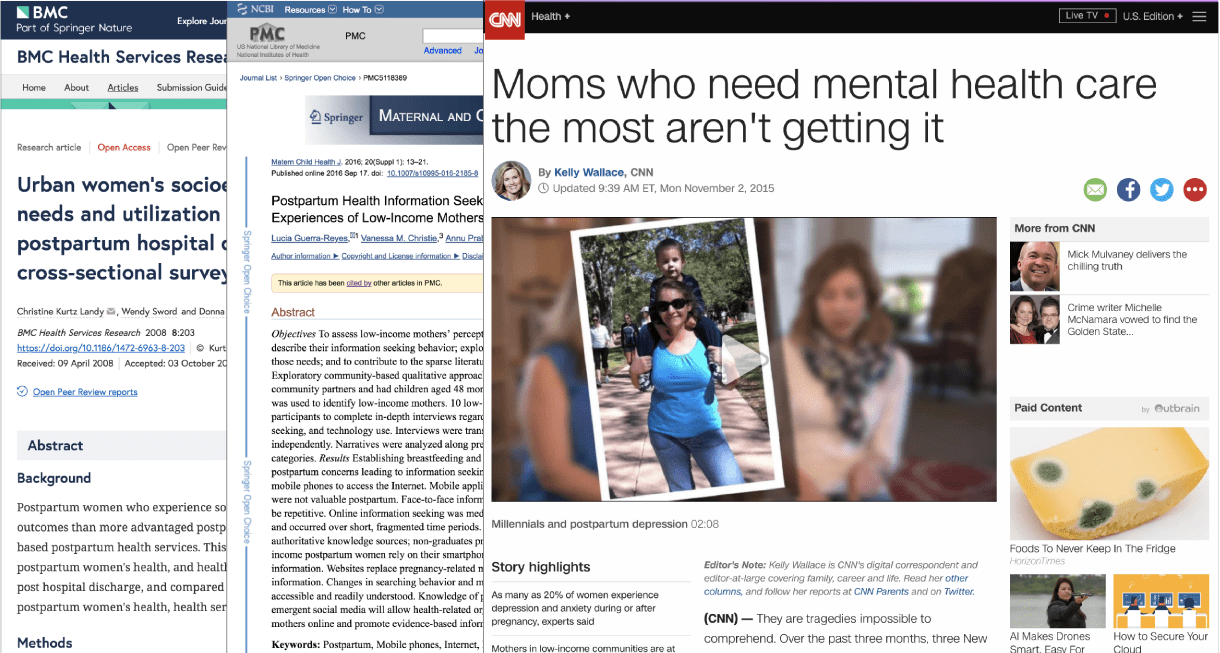 BMC
Part of Springer Nature
Explore Jour
BMC Health Services Resea
Home About Articles Submission Guide
Research article Open Access Open Peer Rev
Urban women's socioe
needs and utilization
postpartum hospital
cross-sectional survey
Christine Kurtz Landy, Wendy Sword and Donna
BMC Health Services Research 2008 8:203
https://doi.org/10.1186/1472-6963-8-203 © Kurt
Received: 09 April 2008 Accepted: 03 October 20
Open Peer Review reports
Abstract
Background
Postpartum women who experience so
outcomes than more advantaged postp
based postpartum health services. This
postpartum women's health, and healt
post hospital discharge, and compared
postpartum women's health, health ser
Methods
NCBI Resources How To
PMC
US National Library of Medicine
National Institutes of Health
PMC
Advanced Jo
Journal List > Springer Open Choice > PMC5118389
Springer
MATERNAL AND C
Springer Open Choice
Springer Open Choice
Matern Child Health J. 2016; 20(Suppl 1): 13–21.
Published online 2016 Sep 17. doi: 10.1007/s10995-016-2185-8
Postpartum Health Information Seek
Experiences of Low-Income Mothers
Lucia Guerra-Reyes,1 Vanessa M. Christie,3 Annu Prab
Author information ► Copyright and License information ► Disclai
This article has been cited by other articles in PMC.
Abstract
Objectives To assess low-income mothers' percept
describe their information seeking behavior; explo
those needs; and to contribute to the sparse literatu
Exploratory community-based qualitative approac
community partners and had children aged 48 mon
was used to identify low-income mothers. 10 low-
participants to complete in-depth interviews regard
seeking, and technology use. Interviews were trans
independently. Narratives were analyzed along pre
categories. Results Establishing breastfeeding and
postpartum concerns leading to information seekin
mobile phones to access the Internet. Mobile appli
were not valuable postpartum. Face-to-face inform
be repetitive. Online information seeking was med
and occurred over short, fragmented time periods.
authoritative knowledge sources; non-graduates pr
income postpartum women rely on their smartphon
information. Websites replace pregnancy-related m
information. Changes in searching behavior and m
accessible and readily understood. Knowledge of p
emergent social media will allow health-related or
mothers online and promote evidence-based inform
Keywords: Postpartum, Mobile phones, Internet,
CNN Health + Live TV U.S. Edition +
Moms who need mental health care
the most aren't getting it
By Kelly Wallace, CNN
Updated 9:39 AM ET, Mon November 2, 2015
Millennials and postpartum depression 02:08
Story highlights
As many as 20% of women experience
depression and anxiety during or after
pregnancy, experts said
Mothers in low-income communities are at
Editor's Note: Kelly Wallace is CNN's digital correspondent and
editor-at-large covering family, career and life. Read her other
columns, and follow her reports at CNN Parents and on Twitter.
(CNN) — They are tragedies impossible to
comprehend. Over the past three months, three New
More from CNN
Mick Mulvaney delivers the
chilling truth
Crime writer Michelle
McNamara vowed to find the
Golden State...
Paid Content by Outbrain
Foods To Never Keep In The Fridge
HorizonTimes
AI Makes Drones
Smart, Easy For
How to Secure Your
Cloud